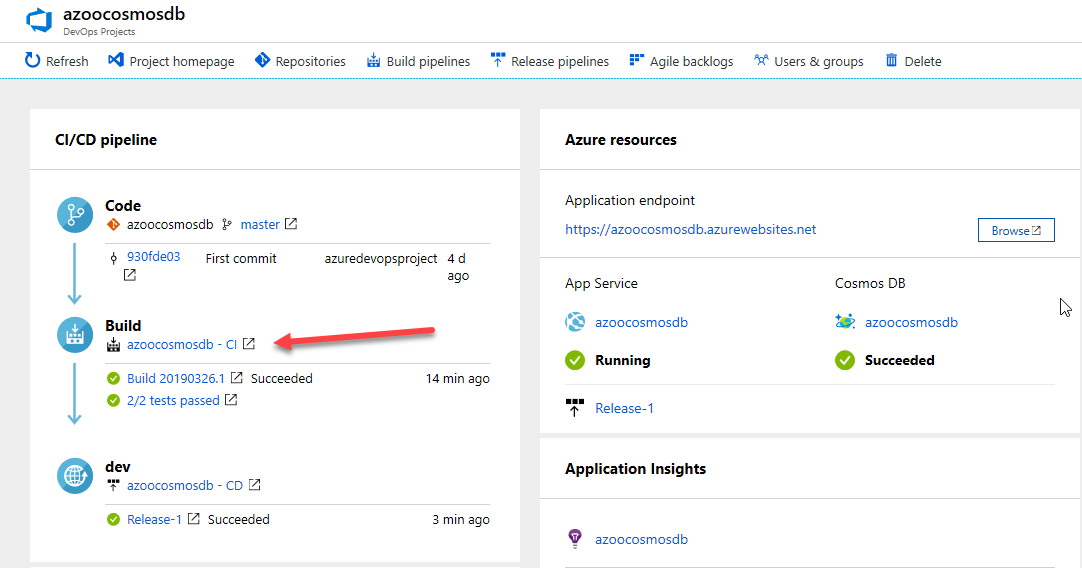 azoocosmosdb
DevOps Projects
Refresh Project homepage Repositories Build pipelines Release pipelines Agile backlogs Users & groups Delete
CI/CD pipeline
Code
azoocosmosdb master
930fde03 First commit azuredevopsproject 4 d
ago
Build
azoocosmosdb - CI
Build 20190326.1 Succeeded 14 min ago
2/2 tests passed
dev
azoocosmosdb - CD
Release-1 Succeeded 3 min ago
Azure resources
Application endpoint
https://azoocosmosdb.azurewebsites.net Browse
App Service Cosmos DB
azoocosmosdb azoocosmosdb
Running Succeeded
Release-1
Application Insights
azoocosmosdb